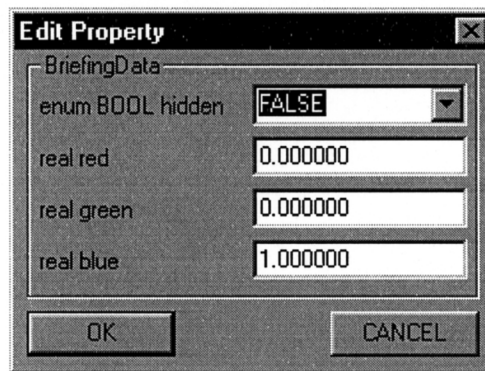 Edit Property
BriefingData
enum BOOL hidden FALSE
real red 0.000000
real green 0.000000
real blue 1.000000
OK CANCEL